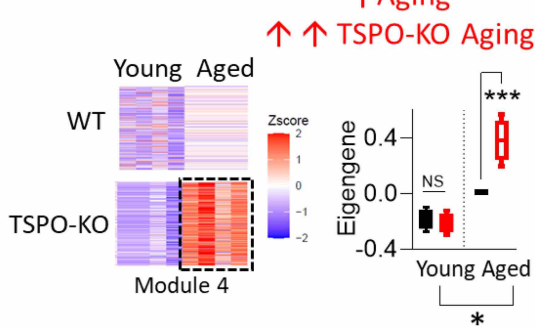 ↑ Aging
↑ ↑ TSPO-KO Aging
Young Aged
WT
TSPO-KO
Module 4
Zscore
2
1
0
−1
−2
Eigengene
0.4
0.0
-0.4
NS
***
Young Aged
*